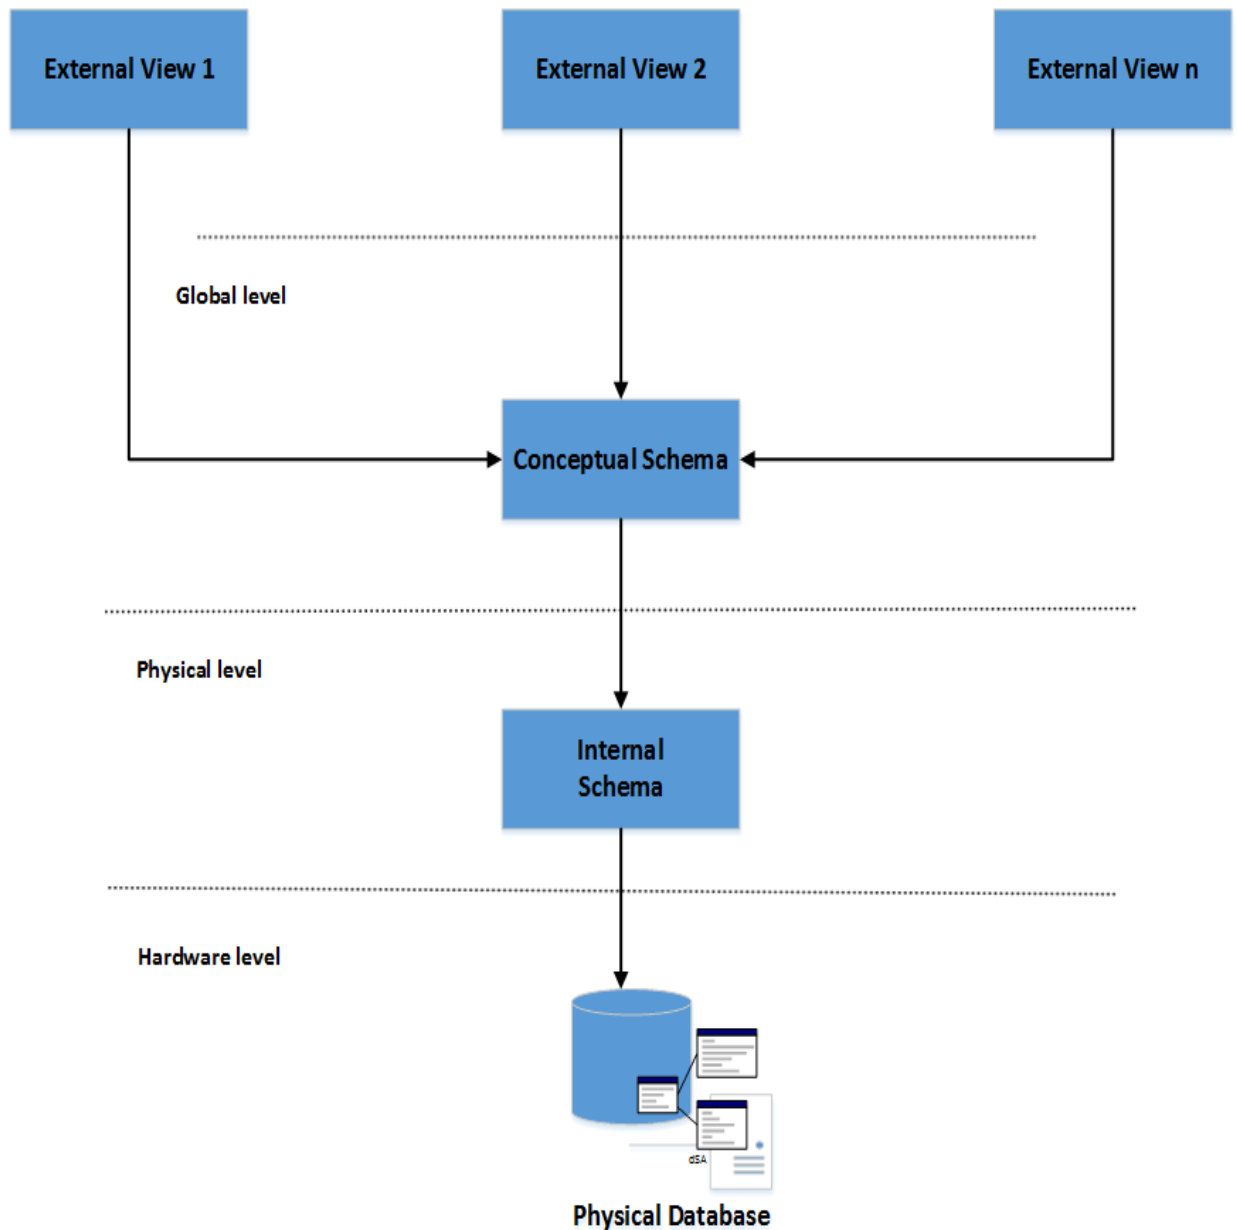 External View 1
External View 2
External View n
Global level
Conceptual Schema
Physical level
Internal
Schema
Hardware level
dSA
Physical Database